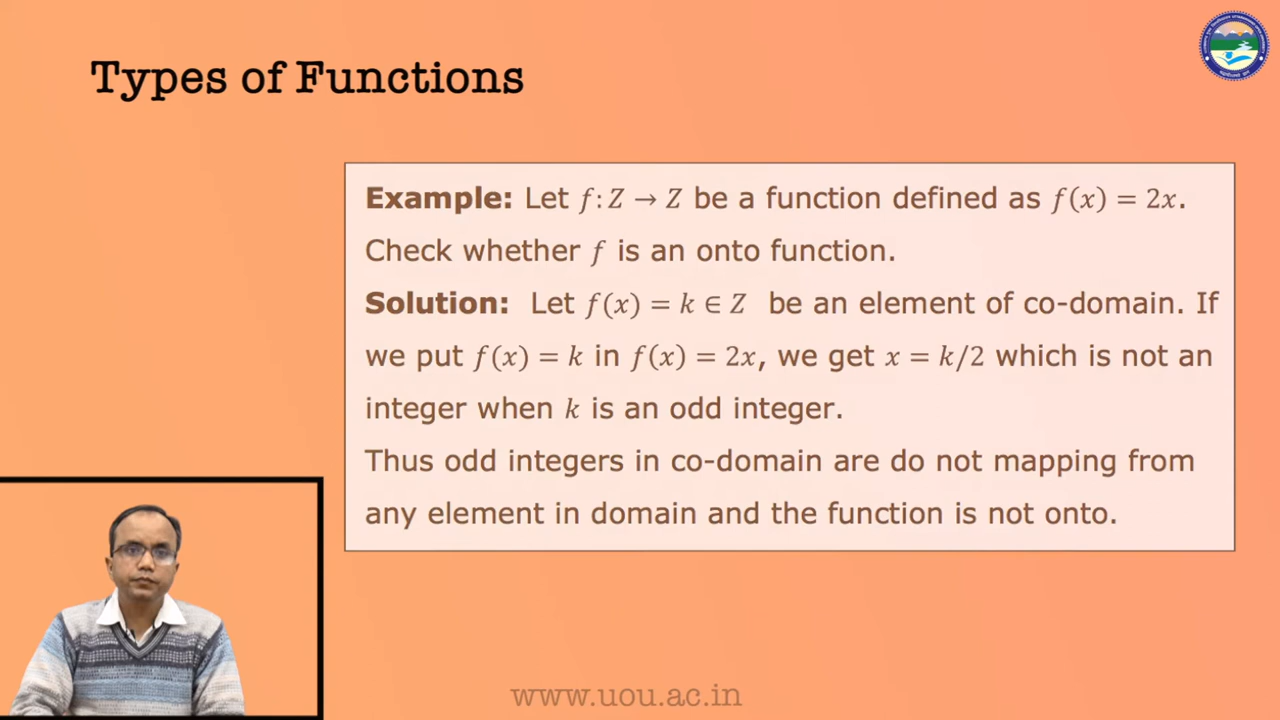 Types of Functions
Example: Let f: Z → Z be a function defined as f(x) = 2x.
Check whether f is an onto function.
Solution: Let f(x) = k ∈ Z be an element of co-domain. If
we put f(x) = k in f(x) = 2x, we get x = k/2 which is not an
integer when k is an odd integer.
Thus odd integers in co-domain are do not mapping from
any element in domain and the function is not onto.
www.uou.ac.in